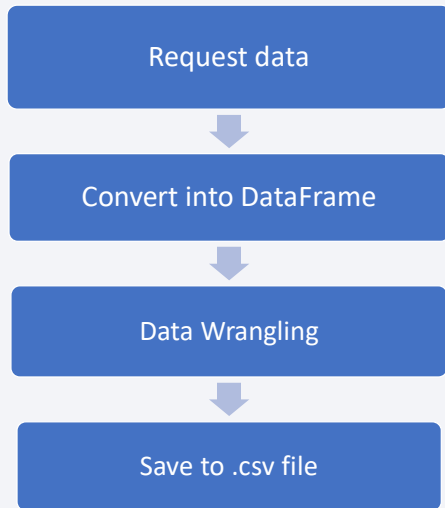 Request data
Convert into DataFrame
Data Wrangling
Save to .csv file